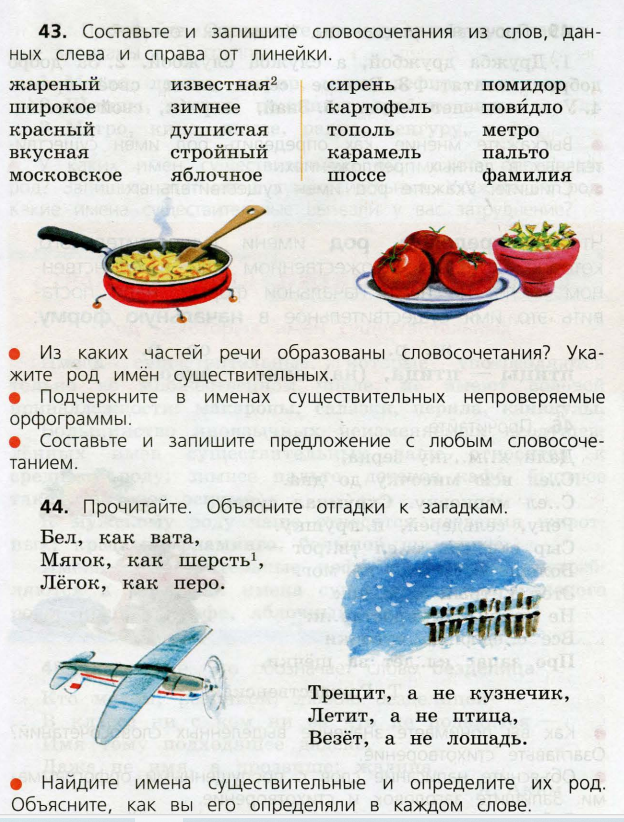 43. Составьте и запишите словосочетания из слов, дан-
ных слева и справа от линейки.
жареный известная² сирень помидор
широкое зимнее картофель пови́дло
красный душистая тополь метро
вкусная стройный карамель пальто
московское яблочное шоссе фамилия
Из каких частей речи образованы словосочетания? Ука-
жите род имён существительных.
Подчеркните в именах существительных непроверяемые
орфограммы.
Составьте и запишите предложение с любым словосоче-
танием.
44. Прочитайте. Объясните отгадки к загадкам.
Бел, как вата,
Мягок, как шерсть¹,
Лёгок, как перо.
Трещит, а не кузнечик,
Летит, а не птица,
Везёт, а не лошадь.
Найдите имена существительные и определите их род.
Объясните, как вы его определяли в каждом слове.